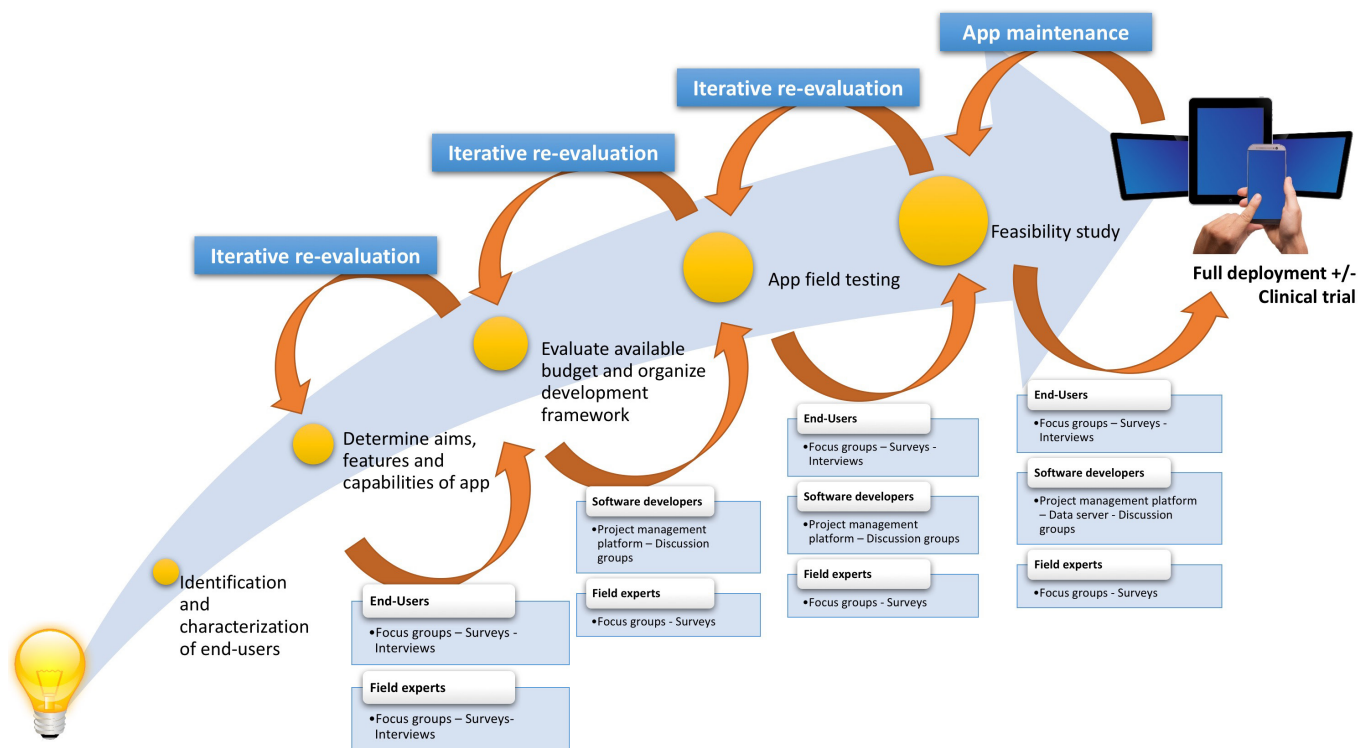 App maintenance
Iterative re-evaluation
Iterative re-evaluation
Iterative re-evaluation
Full deployment +/-
Clinical trial
Feasibility study
App field testing
Evaluate available
budget and organize
development
framework
Determine aims,
features and
capabilities of app
Identification
and
characterization
of end-users
End-Users
•Focus groups – Surveys -
Interviews
Field experts
•Focus groups – Surveys-
Interviews
Software developers
•Project management
platform – Discussion
groups
Field experts
•Focus groups - Surveys
End-Users
•Focus groups – Surveys -
Interviews
Software developers
•Project management
platform – Discussion groups
Field experts
•Focus groups - Surveys
End-Users
•Focus groups – Surveys -
Interviews
Software developers
•Project management platform
– Data server - Discussion
groups
Field experts
•Focus groups - Surveys